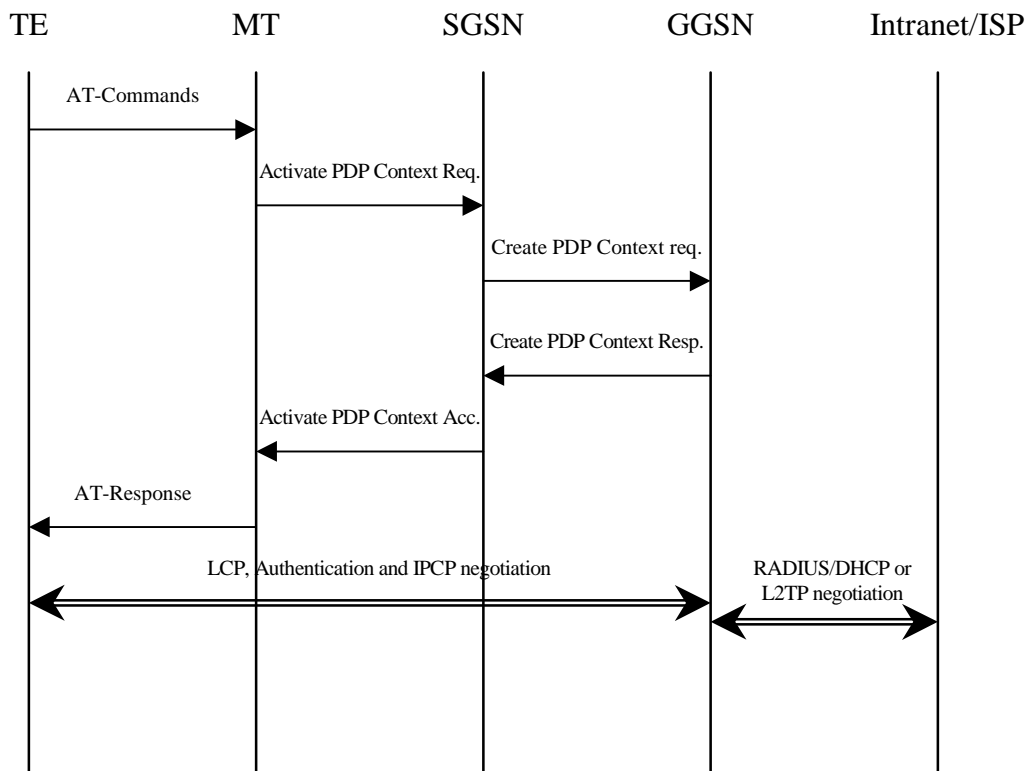 TE
MT
SGSN
GGSN
Intranet/ISP
AT-Commands
Activate PDP Context Req.
Create PDP Context req.
Create PDP Context Resp.
Activate PDP Context Acc.
AT-Response
LCP, Authentication and IPCP negotiation
RADIUS/DHCP or
L2TP negotiation